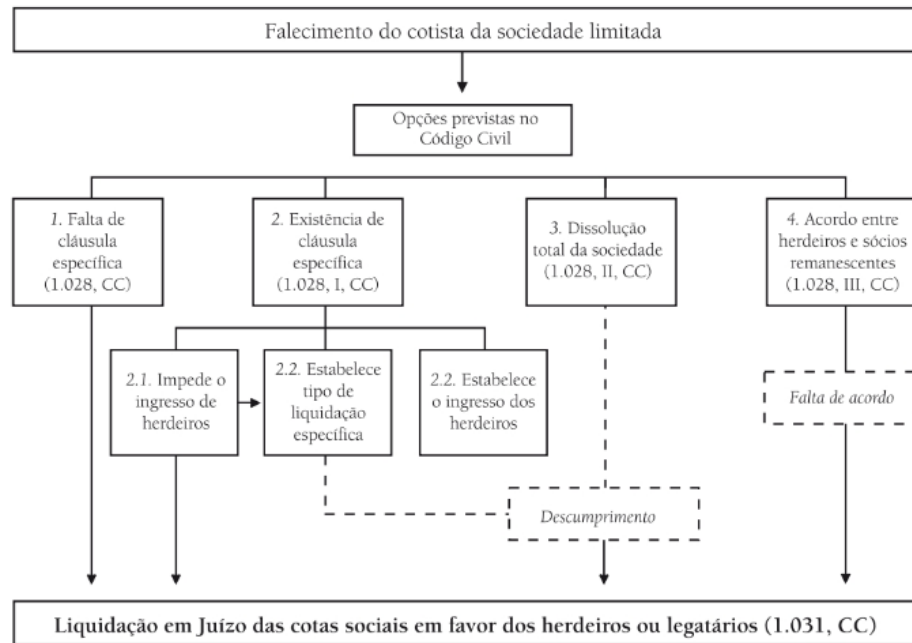 Falecimento do cotista da sociedade limitada
Opções previstas no
Código Civil
1. Falta de
cláusula
específica
(1.028, CC)
2. Existência de
cláusula
específica
(1.028, I, CC)
3. Dissolução
total da sociedade
(1.028, II, CC)
4. Acordo entre
herdeiros e sócios
remanescentes
(1.028, III, CC)
2.1. Impede o
ingresso de
herdeiros
2.2. Estabelece
tipo de
liquidação
específica
2.2. Estabelece
o ingresso dos
herdeiros
Falta de acordo
Descumprimento
Liquidação em Juízo das cotas sociais em favor dos herdeiros ou legatários (1.031, CC)